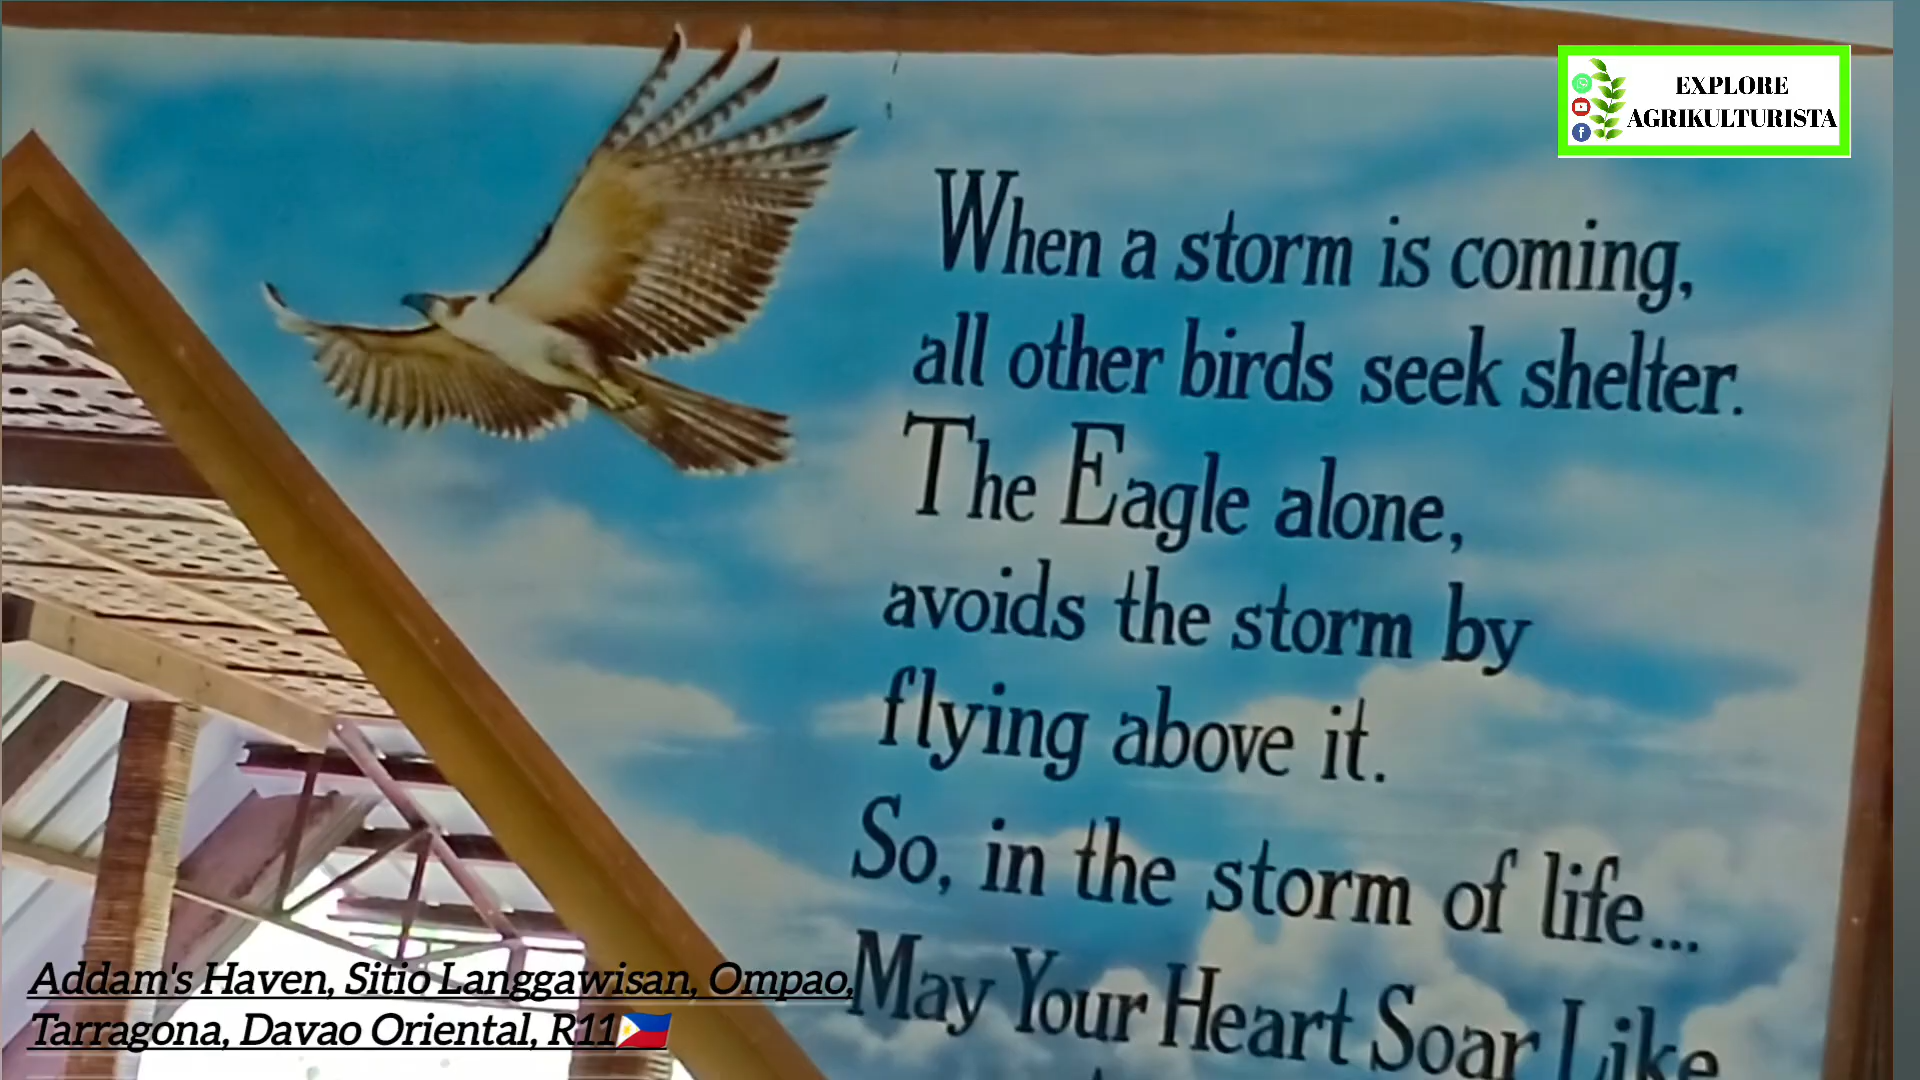 EXPLORE
AGRIKULTURISTA
When a storm is coming,
all other birds seek shelter.
The Eagle alone,
avoids the storm by
flying above it.
So, in the storm of life...
May Your Heart Soar Like
Addam's Haven, Sitio Langgawisan, Ompao,
Tarragona, Davao Oriental, R11🇵🇭